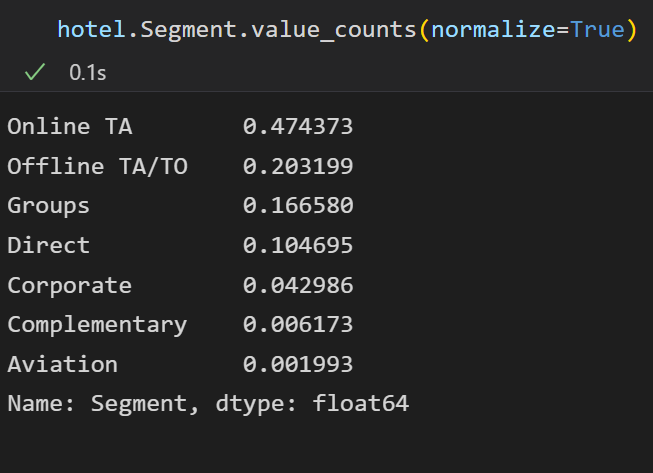 hotel.Segment.value_counts(normalize=True)
0.1s
Online TA 0.474373
Offline TA/TO 0.203199
Groups 0.166580
Direct 0.104695
Corporate 0.042986
Complementary 0.006173
Aviation 0.001993
Name: Segment, dtype: float64